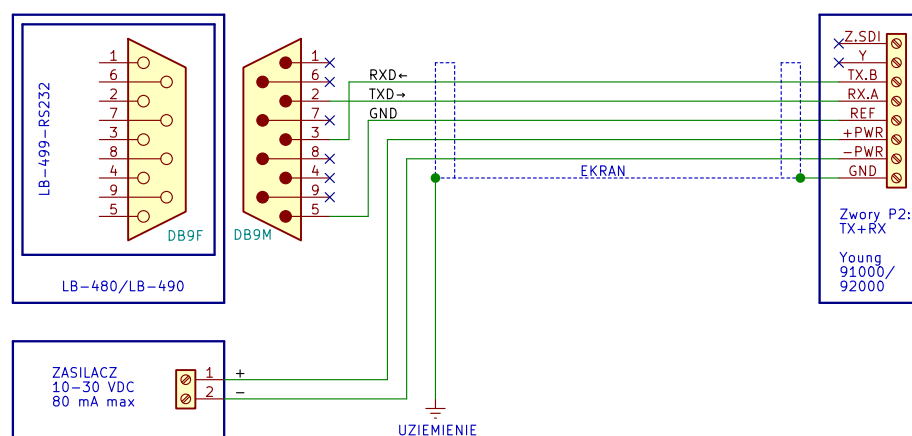 LB-499-RS232
1
6
2
7
3
8
4
9
5
DB9F
LB-480/LB-490
1
6
2
7
3
8
4
9
5
DB9M
RXD←
TXD→
GND
EKRAN
Z.SDI
Y
TX.B
RX.A
REF
+PWR
-PWR
GND
Zwory P2:
TX+RX
Young
91000/
92000
ZASILACZ
10-30 VDC
80 mA max
1 +
2 -
UZIEMIENIE